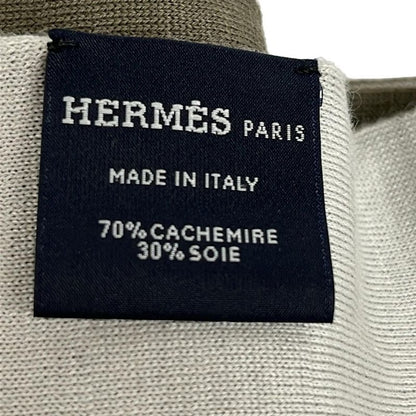 HERMÈS PARIS
MADE IN ITALY
70% CACHEMIRE
30% SOIE